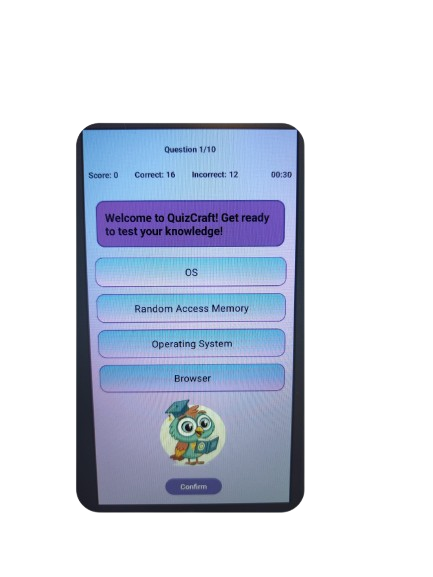 Question 1/10
Score: 0 Correct: 16 Incorrect: 12 00:30
Welcome to QuizCraft! Get ready
to test your knowledge!
OS
Random Access Memory
Operating System
Browser
Confirm